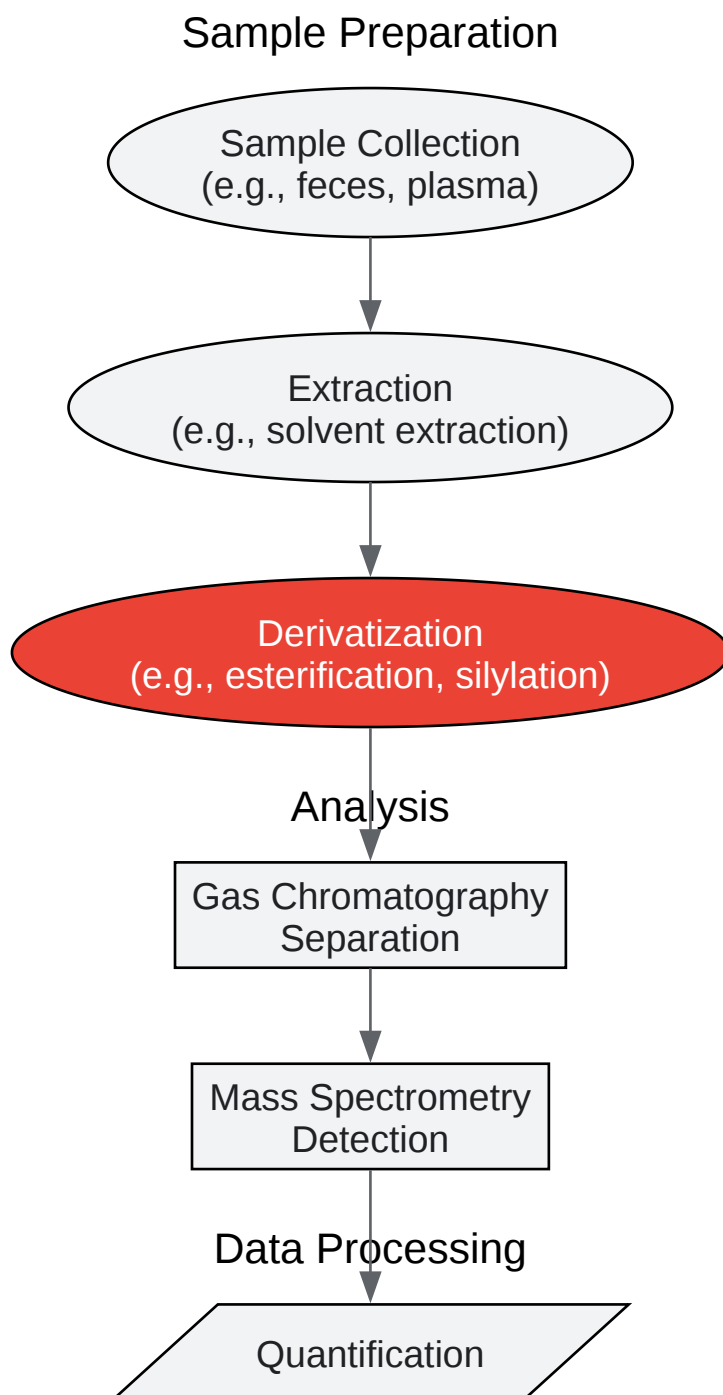 Sample Preparation
Sample Collection
(e.g., feces, plasma)
Extraction
(e.g., solvent extraction)
Derivatization
(e.g., esterification, silylation)
Analysis
Gas Chromatography
Separation
Mass Spectrometry
Detection
Data Processing
Quantification